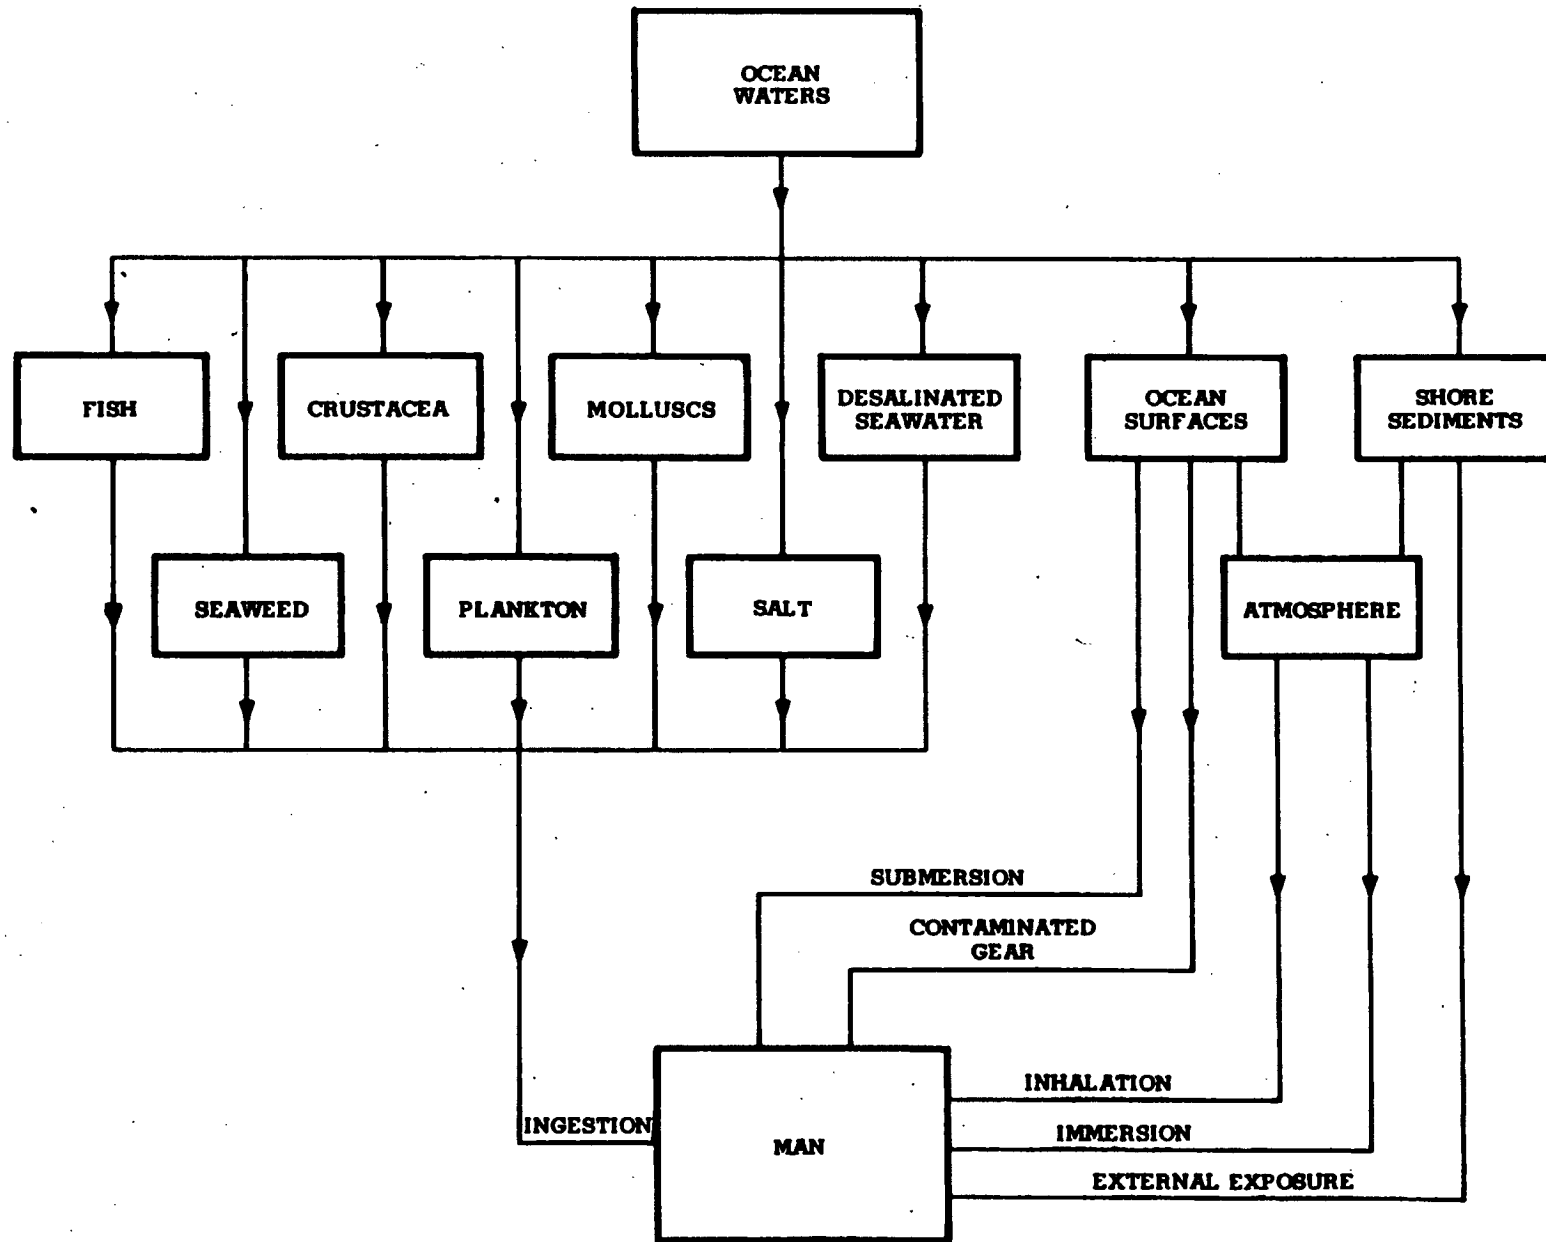 OCEAN
WATERS
FISH
CRUSTACEA
MOLLUSCS
DESALINATED
SEAWATER
OCEAN
SURFACES
SHORE
SEDIMENTS
SEAWEED
PLANKTON
SALT
ATMOSPHERE
SUBMERSION
CONTAMINATED
GEAR
INHALATION
INGESTION
IMMERSION
MAN
EXTERNAL EXPOSURE